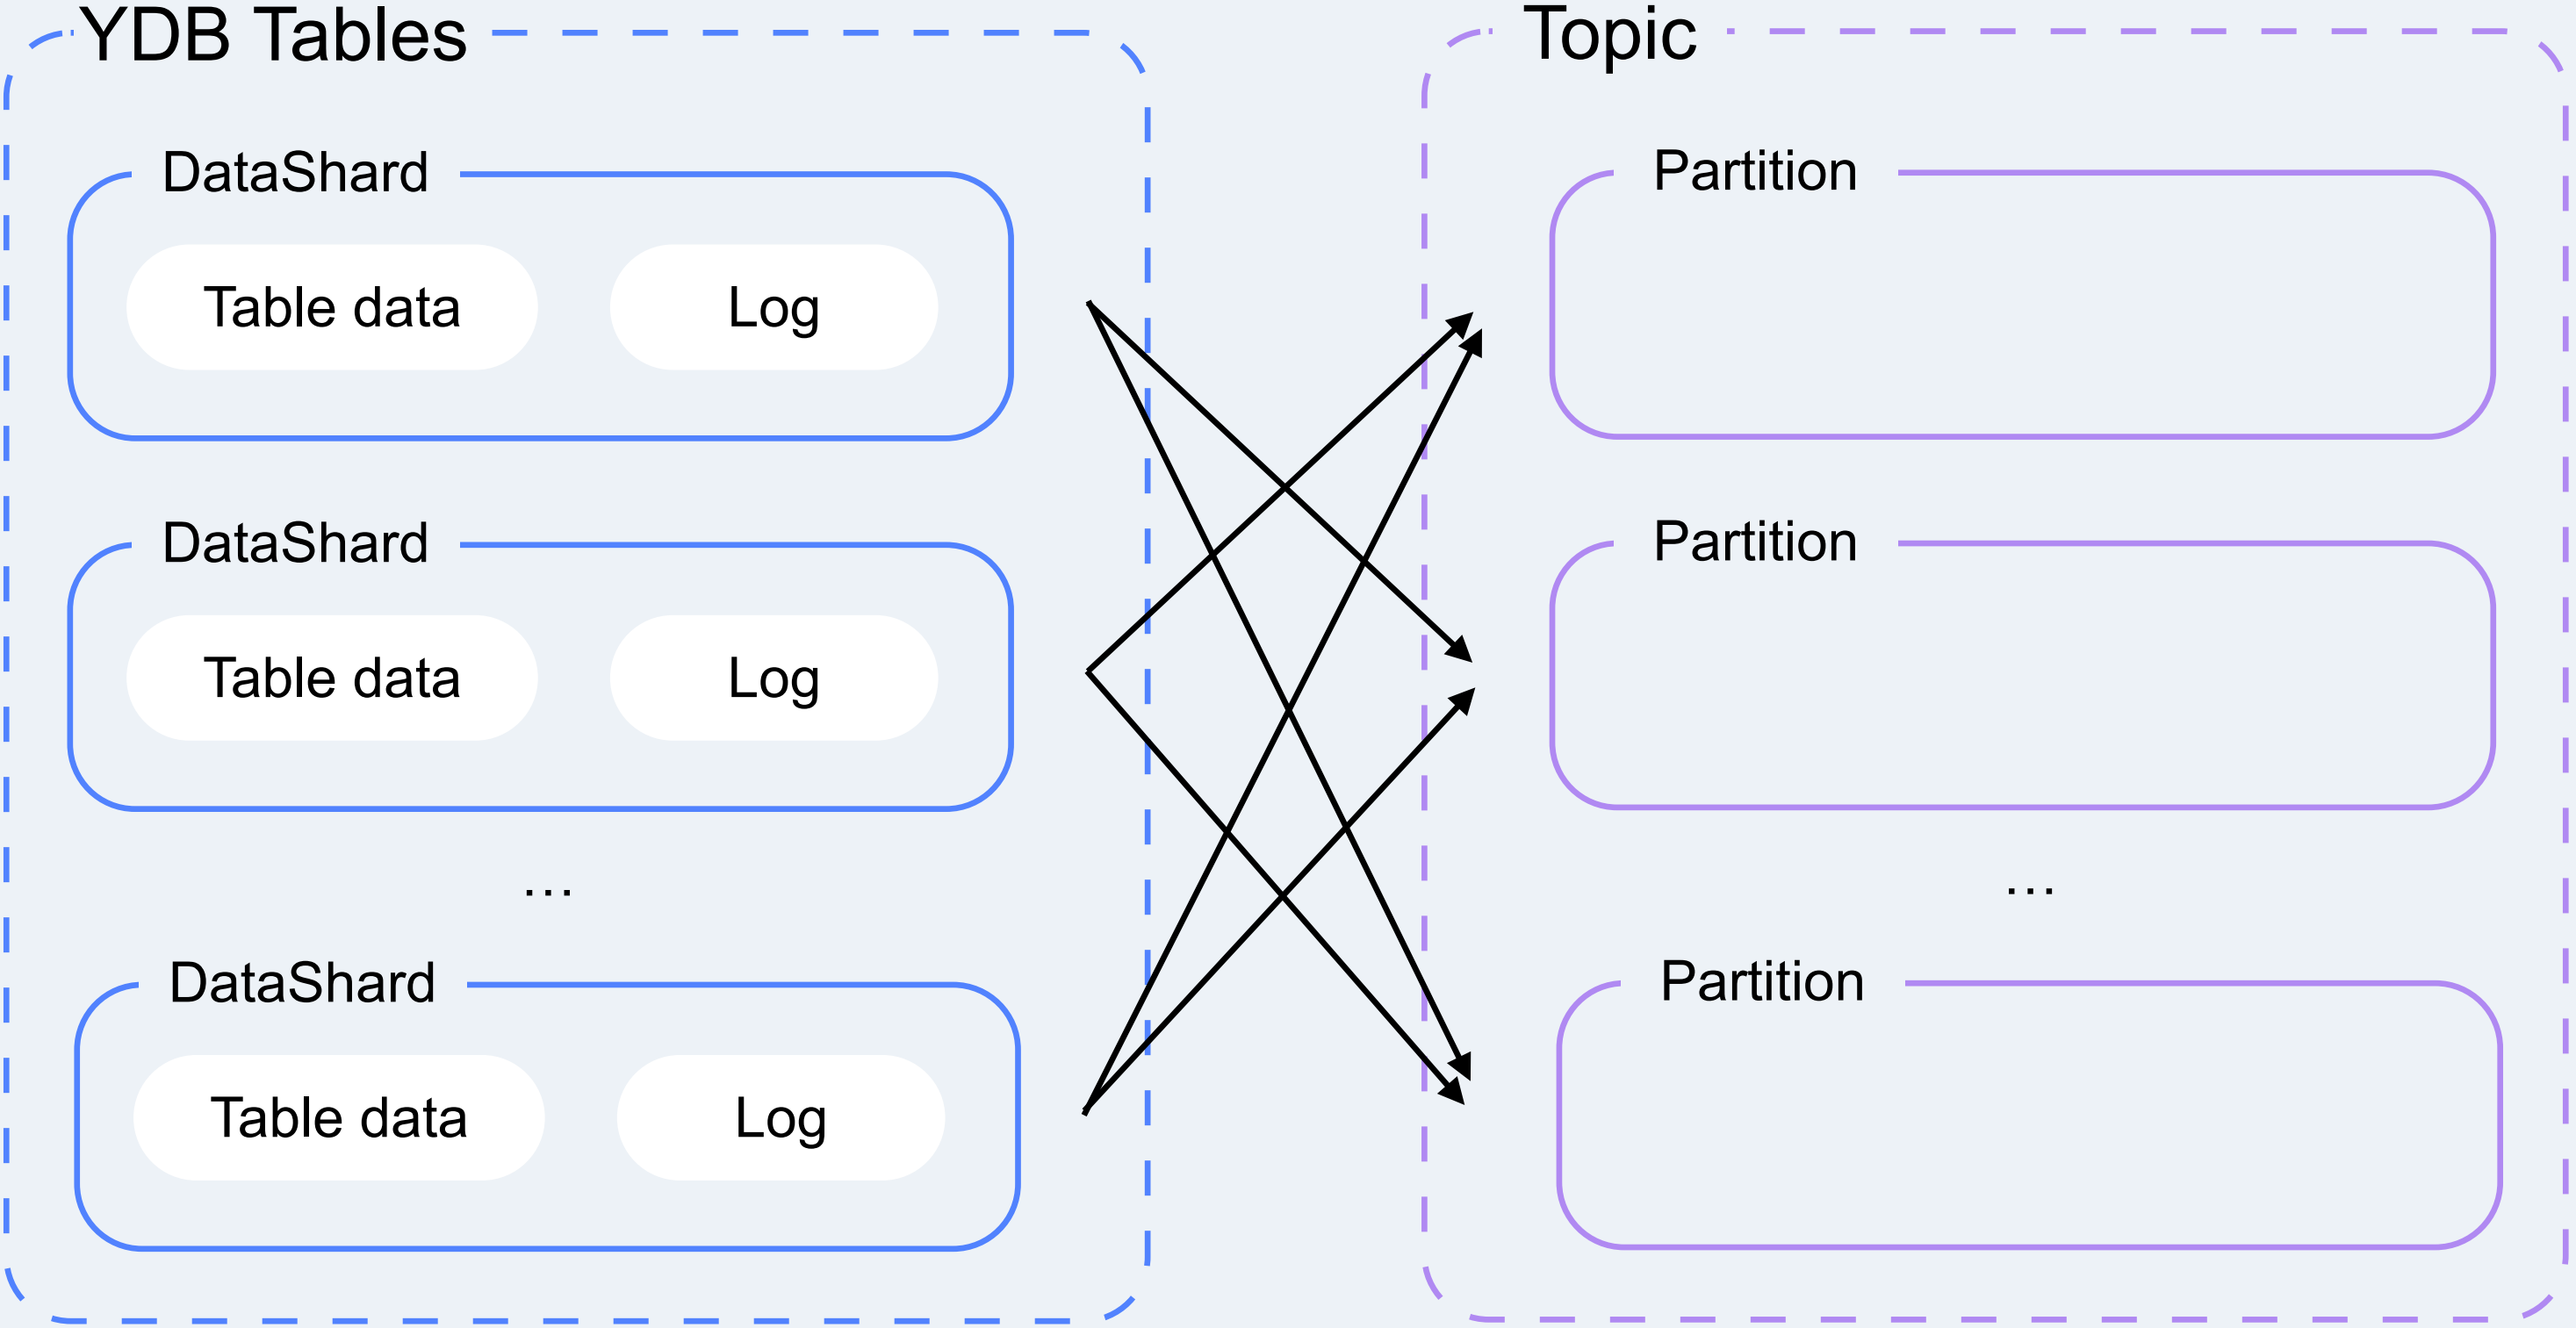 YDB Tables
DataShard
Table data
Log
DataShard
Table data
Log
...
DataShard
Table data
Log
Topic
Partition
Partition
...
Partition